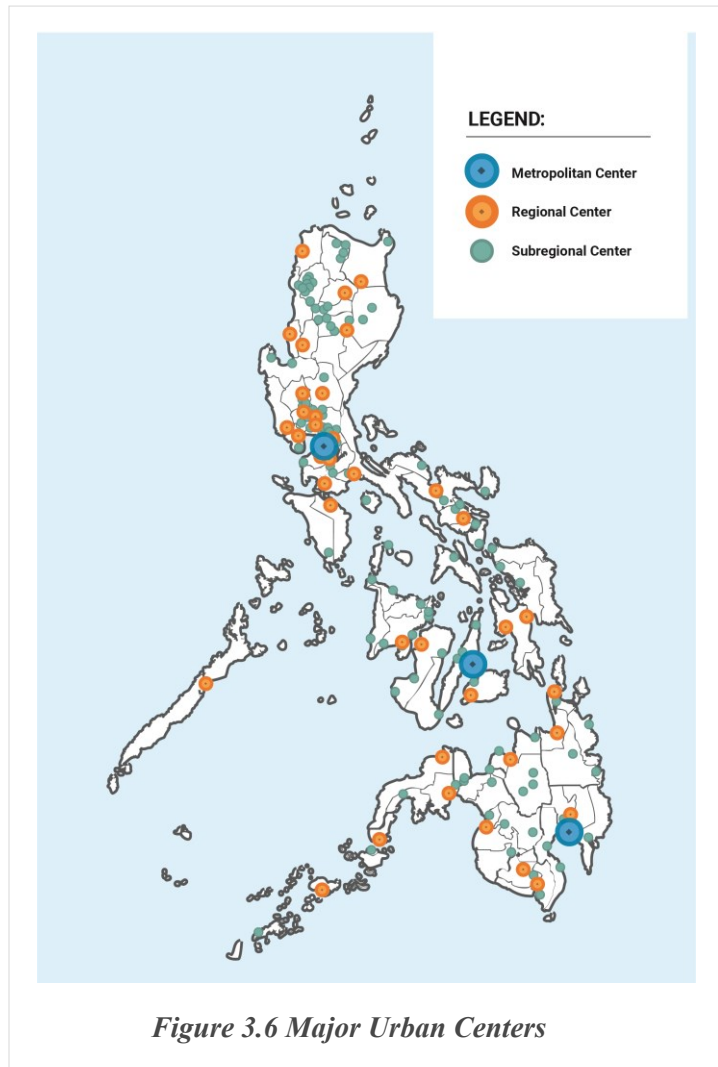 LEGEND:
Metropolitan Center
Regional Center
Subregional Center
Figure 3.6 Major Urban Centers